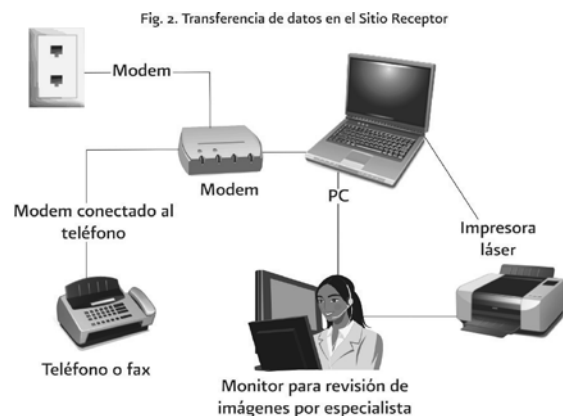 Fig. 2. Transferencia de datos en el Sitio Receptor
Modem
Modem
PC
Modem conectado al
teléfono
Impresora
láser
Teléfono o fax
Monitor para revisión de
imágenes por especialista